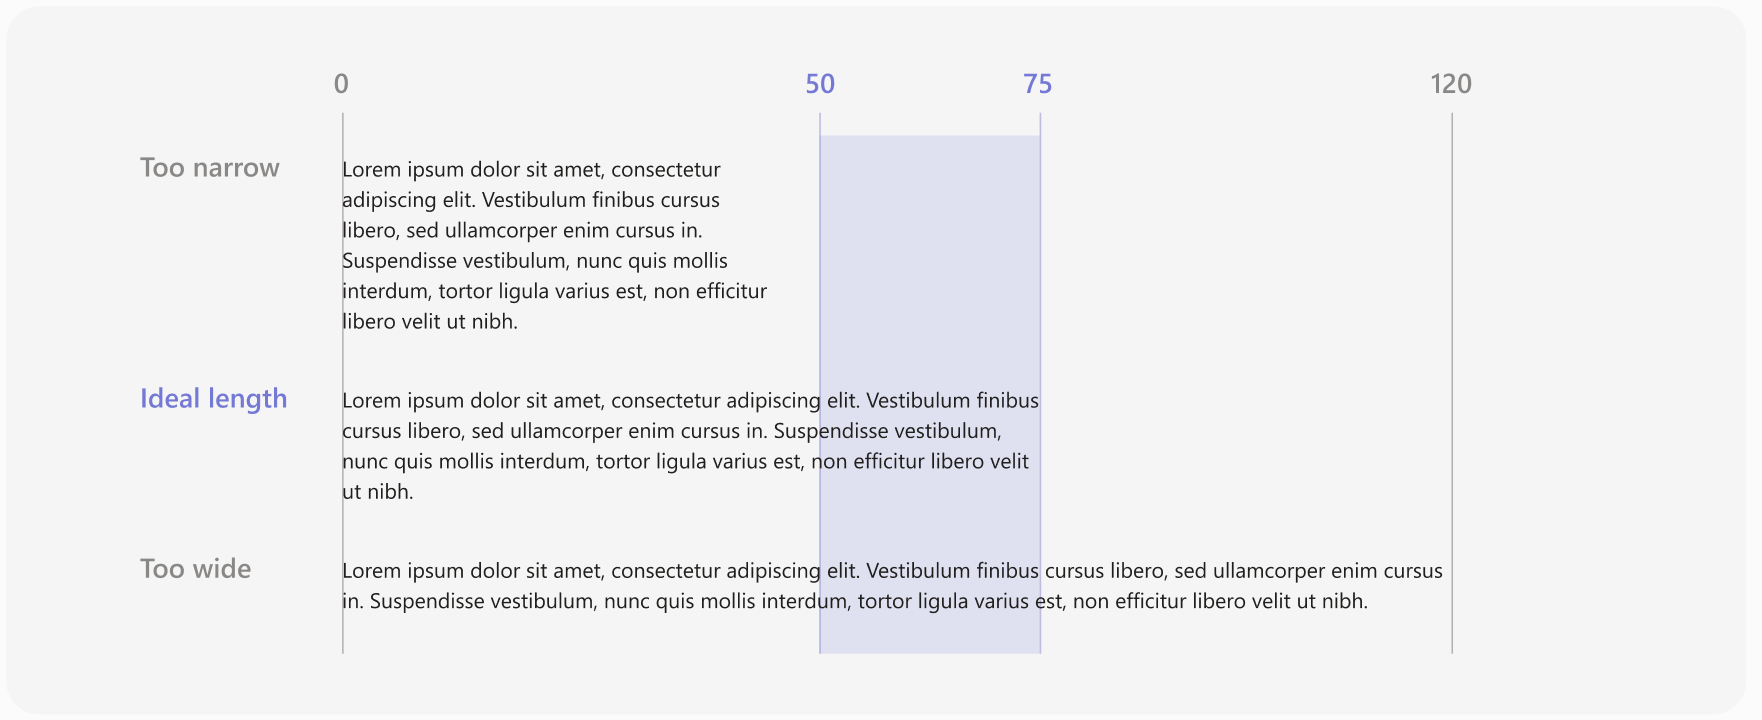 0 50 75 120
Too narrow
Lorem ipsum dolor sit amet, consectetur
adipiscing elit. Vestibulum finibus cursus
libero, sed ullamcorper enim cursus in.
Suspendisse vestibulum, nunc quis mollis
interdum, tortor ligula varius est, non efficitur
libero velit ut nibh.
Ideal length
Lorem ipsum dolor sit amet, consectetur adipiscing elit. Vestibulum finibus
cursus libero, sed ullamcorper enim cursus in. Suspendisse vestibulum,
nunc quis mollis interdum, tortor ligula varius est, non efficitur libero velit
ut nibh.
Too wide
Lorem ipsum dolor sit amet, consectetur adipiscing elit. Vestibulum finibus cursus libero, sed ullamcorper enim cursus
in. Suspendisse vestibulum, nunc quis mollis interdum, tortor ligula varius est, non efficitur libero velit ut nibh.